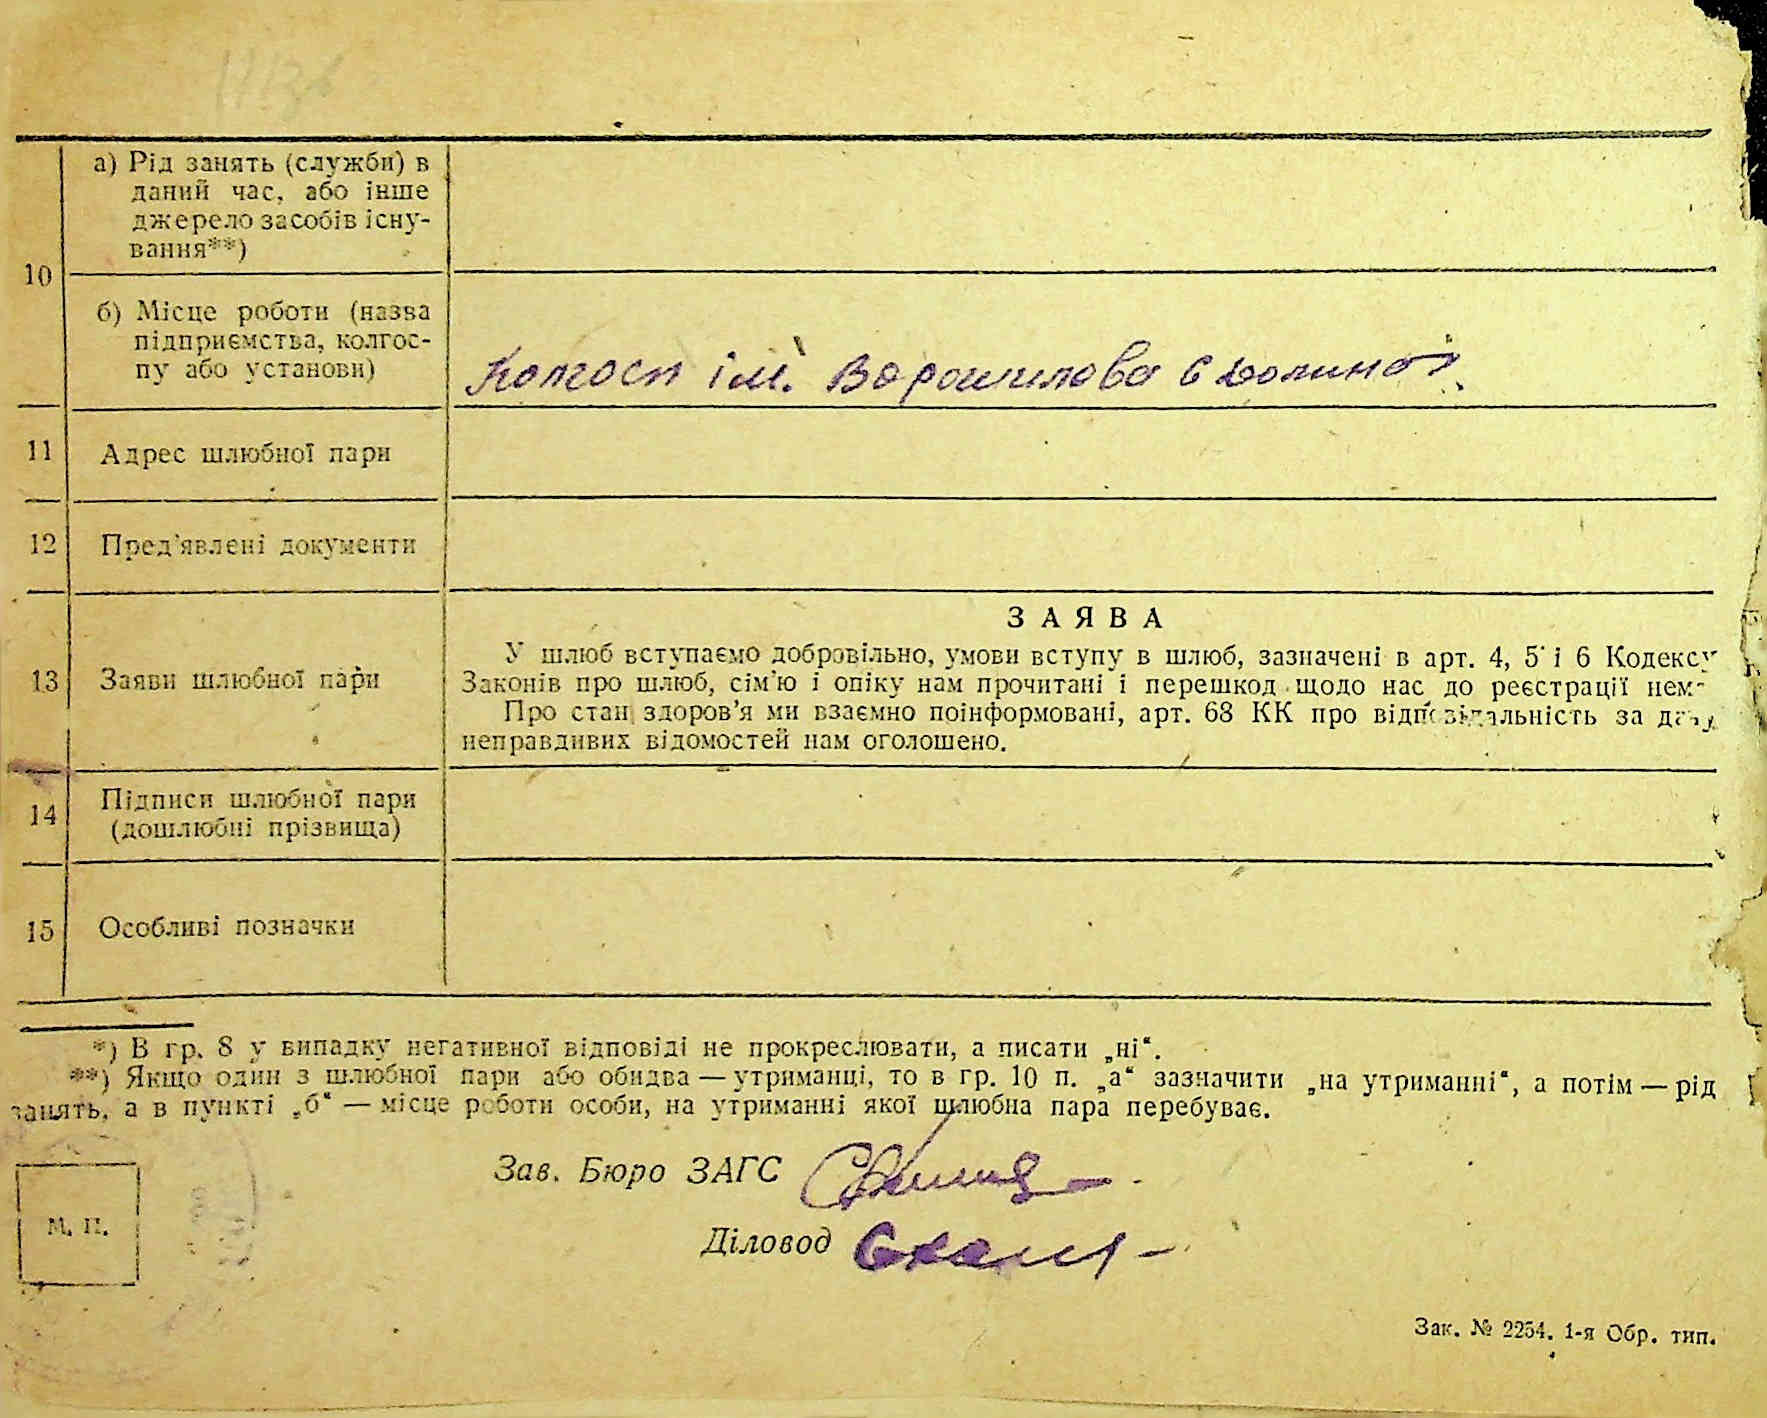 10
а) Рід занять (служби) в
даний час, або інше
джерело засобів існу-
вання**)
б) Місце роботи (назва
підприємства, колгос-
пу або установи)
Колгосп ім. Ворошилова с Долина
11
Адрес шлюбної пари
12
Пред'явлені документи
13
Заяви шлюбної пари
ЗАЯВА
У шлюб вступаємо добровільно, умови вступу в шлюб, зазначені в арт. 4, 5 і 6 Кодексу
Законів про шлюб, сім'ю і опіку нам прочитані і перешкод щодо нас до реєстрації нем
Про стан здоров'я ми взаємно поінформовані, арт. 68 КК про відповідальність за дачу
неправдивих відомостей нам оголошено.
14
Підписи шлюбної пари
(дошлюбні прізвища)
15
Особливі позначки
*) В гр. 8 у випадку негативної відповіді не прокреслювати, а писати „ні“.
**) Якщо один з шлюбної пари або обидва — утриманці, то в гр. 10 п. „а“ зазначити „на утриманні“, а потім — рід
занять, а в пункті „б“ — місце роботи особи, на утриманні якої шлюбна пара перебуває.
Зав. Бюро ЗАГС
Діловод
М. П.
Зак. № 2254. 1-я Обр. тип.